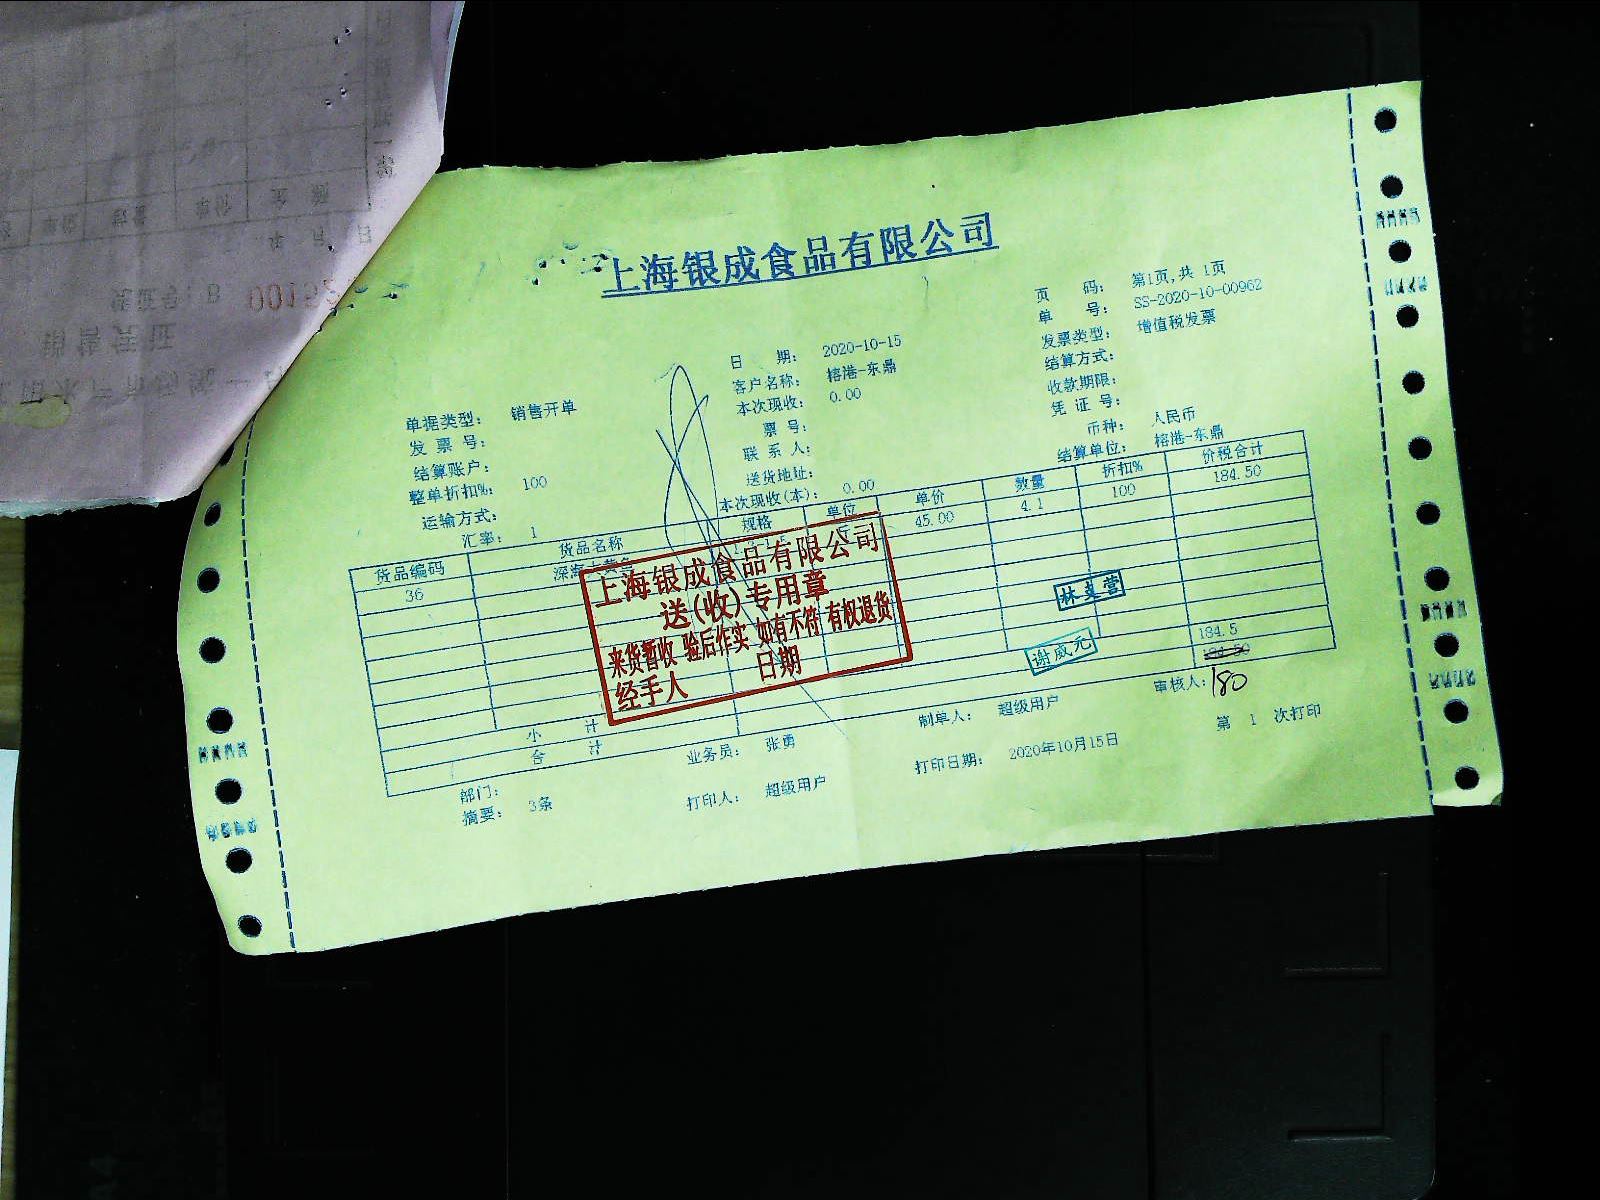 上海银成食品有限公司
页 码： 第1页,共 1页
单 号： SS-2020-10-00962
日 期： 2020-10-15
发票类型： 增值税发票
单据类型： 销售开单
客户名称： 榕港-东鼎
结算方式：
发 票 号：
本次现收： 0.00
收款期限：
结算账户：
票 号：
凭 证 号：
整单折扣%： 100
联 系 人：
币种： 人民币
运输方式：
送货地址：
结算单位： 榕港-东鼎
汇率： 1
本次现收(本)： 0.00
货品编码 货品名称 规格 单位 单价 数量 折扣% 价税合计
36 深海大黄鱼 45.00 4.1 100 184.50
上海银成食品有限公司
送(收)专用章
来货暂收 验后作实 如有不符 有权退货
经手人 日期
谢威元
小 计 184.5
合 计
180
部门： 业务员： 张勇 制单人： 超级用户 审核人：
摘要： 3条 打印人： 超级用户 打印日期： 2020年10月15日 第 1 次打印